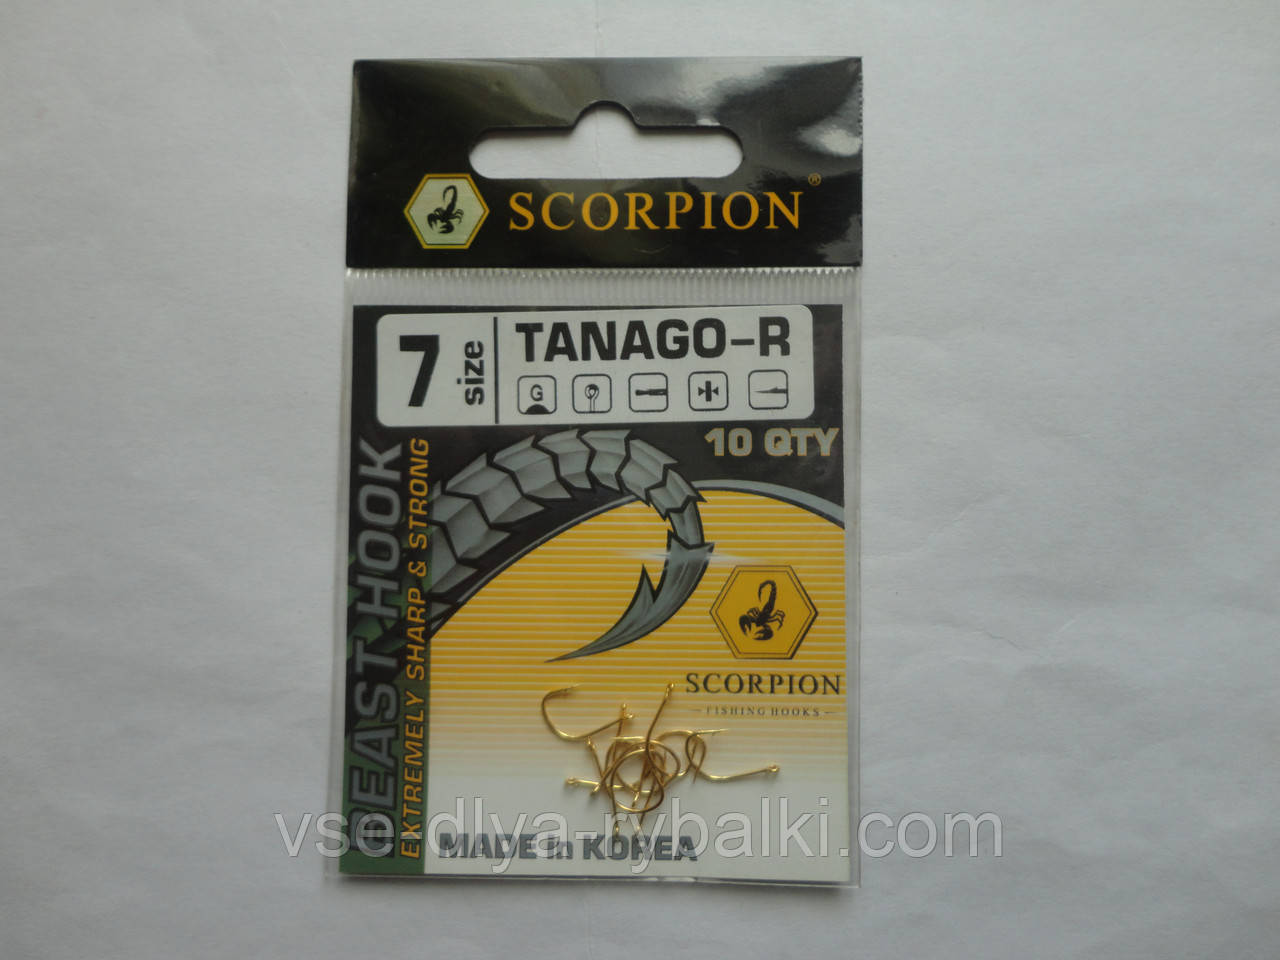 SCORPION®
7 size
TANAGO-R
G
10 QTY
BEAST HOOK
EXTREMELY SHARP & STRONG
SCORPION
FISHING HOOKS
MADE in KOREA
vse-dlya-rybalki.com